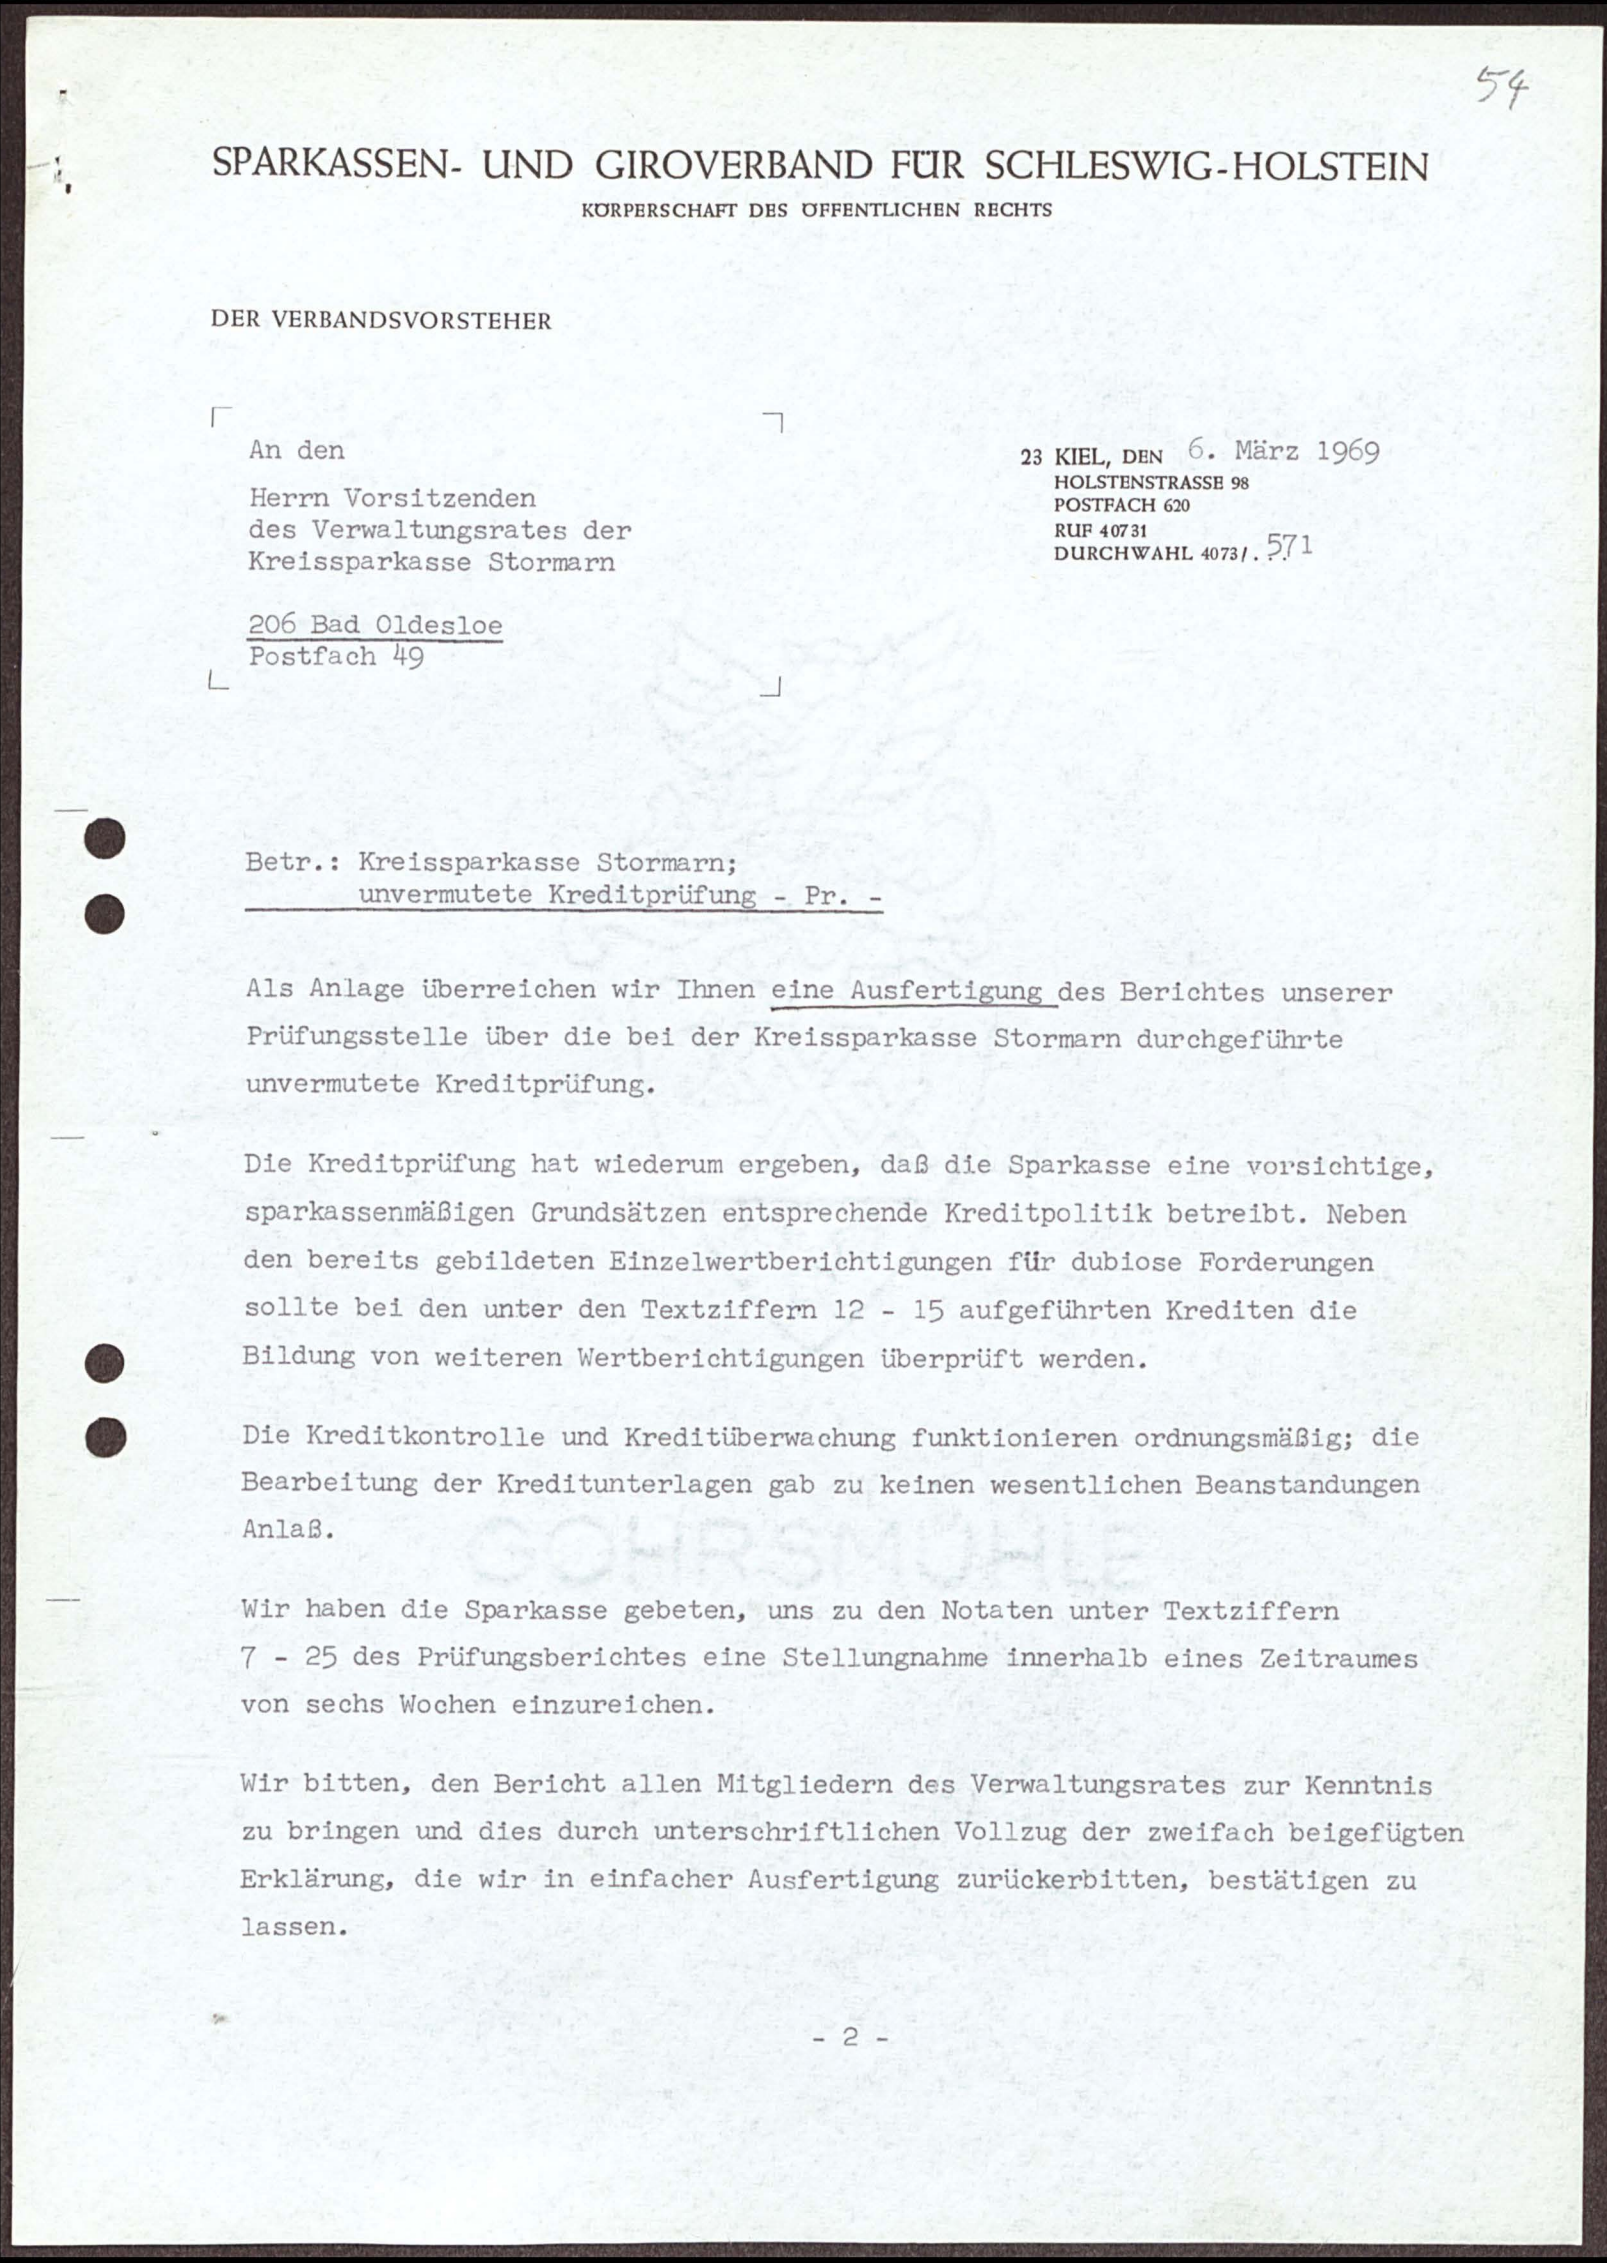 54
SPARKASSEN- UND GIROVERBAND FÜR SCHLESWIG-HOLSTEIN
KÖRPERSCHAFT DES ÖFFENTLICHEN RECHTS
DER VERBANDSVORSTEHER
An den
Herrn Vorsitzenden
des Verwaltungsrates der
Kreissparkasse Stormarn
206 Bad Oldesloe
Postfach 49
23 KIEL, DEN 6. März 1969
HOLSTENSTRASSE 98
POSTFACH 620
RUF 40731
DURCHWAHL 4073/. 571
Betr.: Kreissparkasse Stormarn;
unvermutete Kreditprüfung - Pr. -
Als Anlage überreichen wir Ihnen eine Ausfertigung des Berichtes unserer
Prüfungsstelle über die bei der Kreissparkasse Stormarn durchgeführte
unvermutete Kreditprüfung.
Die Kreditprüfung hat wiederum ergeben, daß die Sparkasse eine vorsichtige,
sparkassenmäßigen Grundsätzen entsprechende Kreditpolitik betreibt. Neben
den bereits gebildeten Einzelwertberichtigungen für dubiose Forderungen
sollte bei den unter den Textziffern 12 - 15 aufgeführten Krediten die
Bildung von weiteren Wertberichtigungen überprüft werden.
Die Kreditkontrolle und Kreditüberwachung funktionieren ordnungsmäßig; die
Bearbeitung der Kreditunterlagen gab zu keinen wesentlichen Beanstandungen
Anlaß.
GOHRSMÜHLE
Wir haben die Sparkasse gebeten, uns zu den Notaten unter Textziffern
7 - 25 des Prüfungsberichtes eine Stellungnahme innerhalb eines Zeitraumes
von sechs Wochen einzureichen.
Wir bitten, den Bericht allen Mitgliedern des Verwaltungsrates zur Kenntnis
zu bringen und dies durch unterschriftlichen Vollzug der zweifach beigefügten
Erklärung, die wir in einfacher Ausfertigung zurückerbitten, bestätigen zu
lassen.
- 2 -